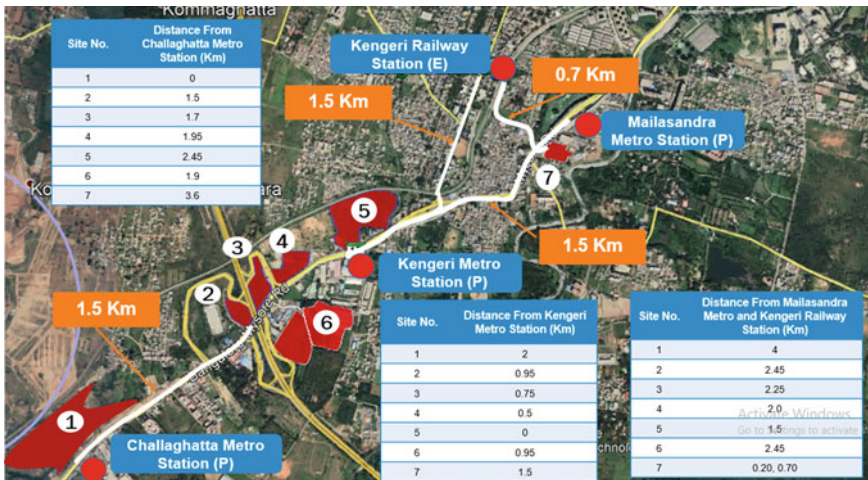 Kommaghatta
Site No. Distance From Challaghatta Metro Station (Km)
1 0
2 1.5
3 1.7
4 1.95
5 2.45
6 1.9
7 3.6
Kengeri Railway
Station (E)
0.7 Km
1.5 Km
Mailasandra
Metro Station (P)
7
5
4
3
2
6
1
1.5 Km
Kengeri Metro
Station (P)
1.5 Km
Challaghatta Metro
Station (P)
Site No. Distance From Kengeri Metro Station (Km)
1 2
2 0.95
3 0.75
4 0.5
5 0
6 0.95
7 1.5
Site No. Distance From Mailasandra Metro and Kengeri Railway Station (Km)
1 4
2 2.45
3 2.25
4 2.0
5 1.5
6 2.45
7 0.20, 0.70
Activate Windows
Go to Settings to activate